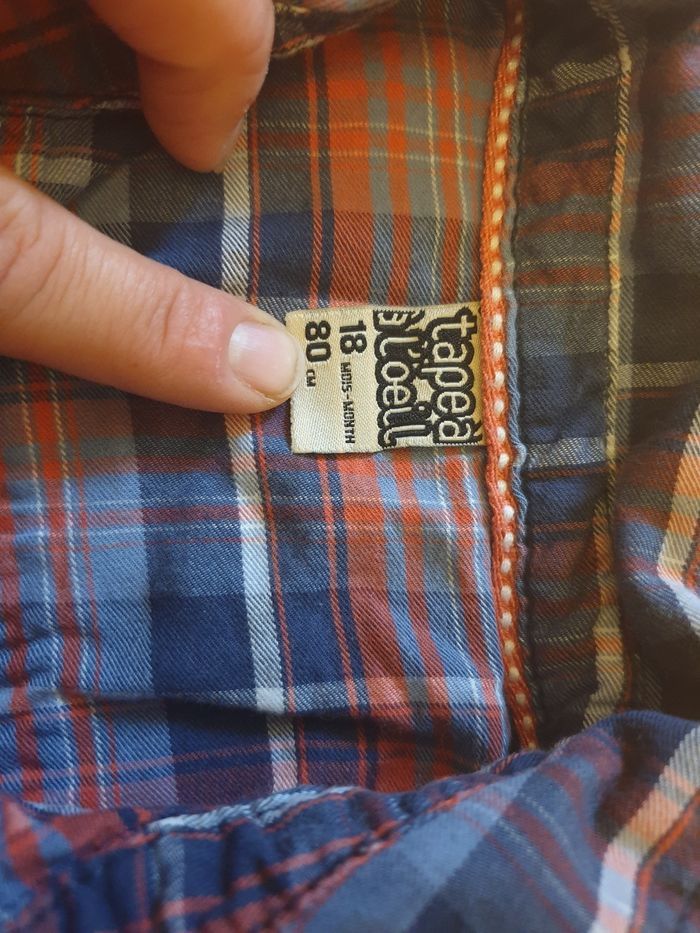 tape à
l'oeil
18 MOIS-MONTH
80 CM